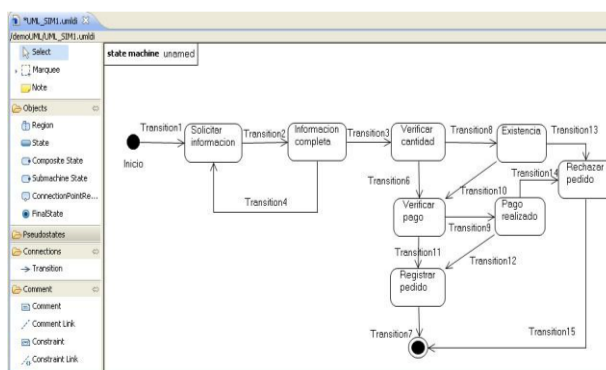 *UML_SIM1.umldi
/demoUML/UML_SIM1.umldi
Select
Marquee
Note
Objects
Region
State
Composite State
Submachine State
ConnectionPointRe...
FinalState
Pseudostates
Connections
Transition
Comment
Comment
Comment Link
Constraint
Constraint Link
state machine unamed
Inicio
Transition1
Solicitar
informacion
Transition2
Informacion
completa
Transition3
Verificar
cantidad
Transition8
Existencia
Transition13
Rechazar
pedido
Transition4
Transition6
Transition10
Transition14
Verificar
pago
Transition9
Pago
realizado
Transition11
Transition12
Registrar
pedido
Transition7
Transition15